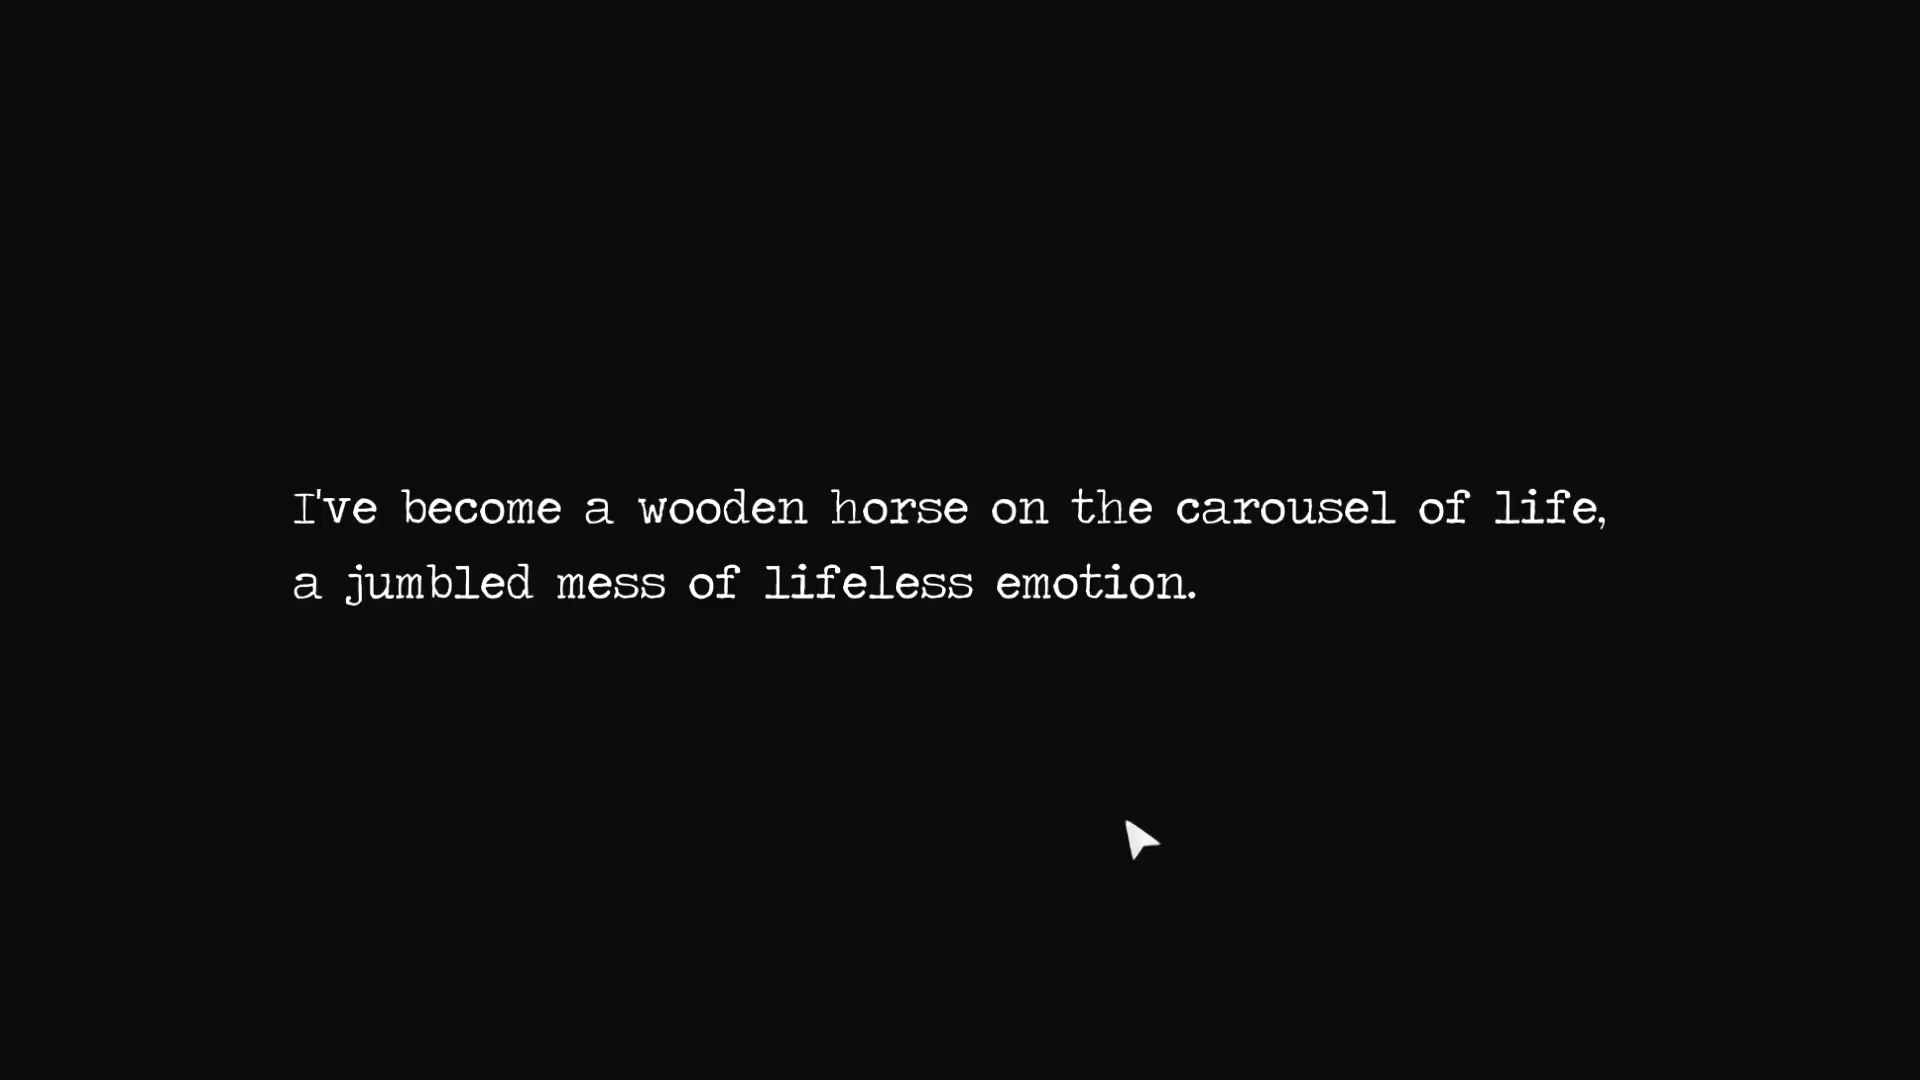 I've become a wooden horse on the carousel of life,
a jumbled mess of lifeless emotion.